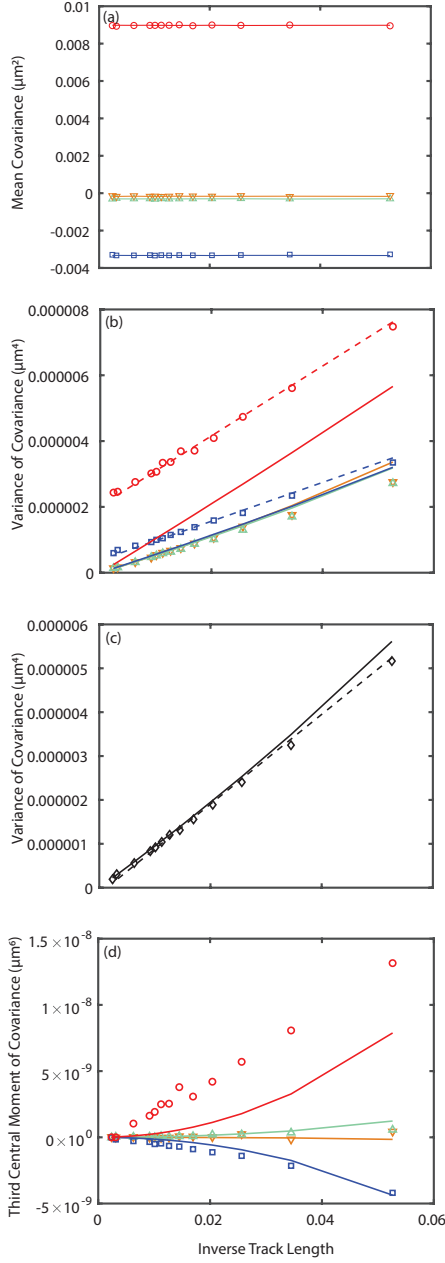 (a)
0.01
0.008
0.006
0.004
0.002
0
-0.002
-0.004
Mean Covariance (µm²)
(b)
0.000008
0.000006
0.000004
0.000002
0
Variance of Covariance (µm⁴)
(c)
0.000006
0.000005
0.000004
0.000003
0.000002
0.000001
0
Variance of Covariance (µm⁴)
(d)
1.5×10⁻⁸
1×10⁻⁸
5×10⁻⁹
0×10⁰
-5×10⁻⁹
Third Central Moment of Covariance (µm⁶)
0 0.02 0.04 0.06
Inverse Track Length